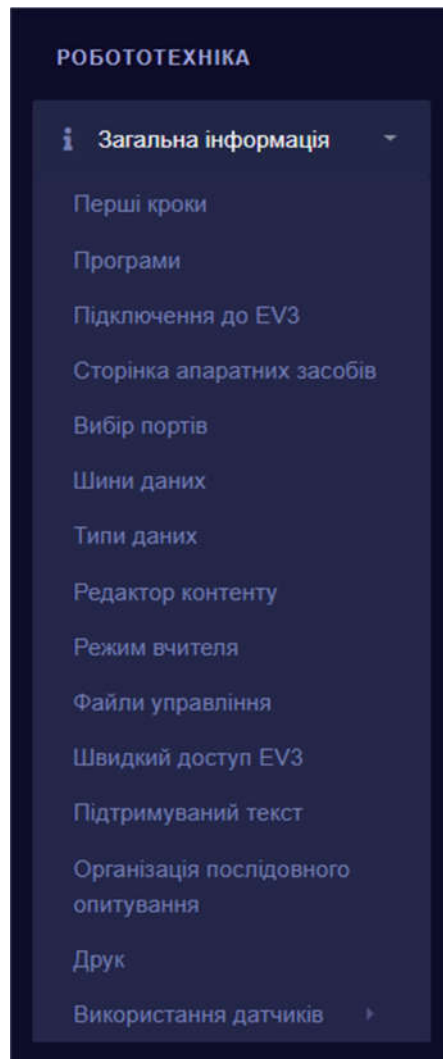 РОБОТОТЕХНІКА
Загальна інформація
Перші кроки
Програми
Підключення до EV3
Сторінка апаратних засобів
Вибір портів
Шини даних
Типи даних
Редактор контенту
Режим вчителя
Файли управління
Швидкий доступ EV3
Підтримуваний текст
Організація послідовного
опитування
Друк
Використання датчиків